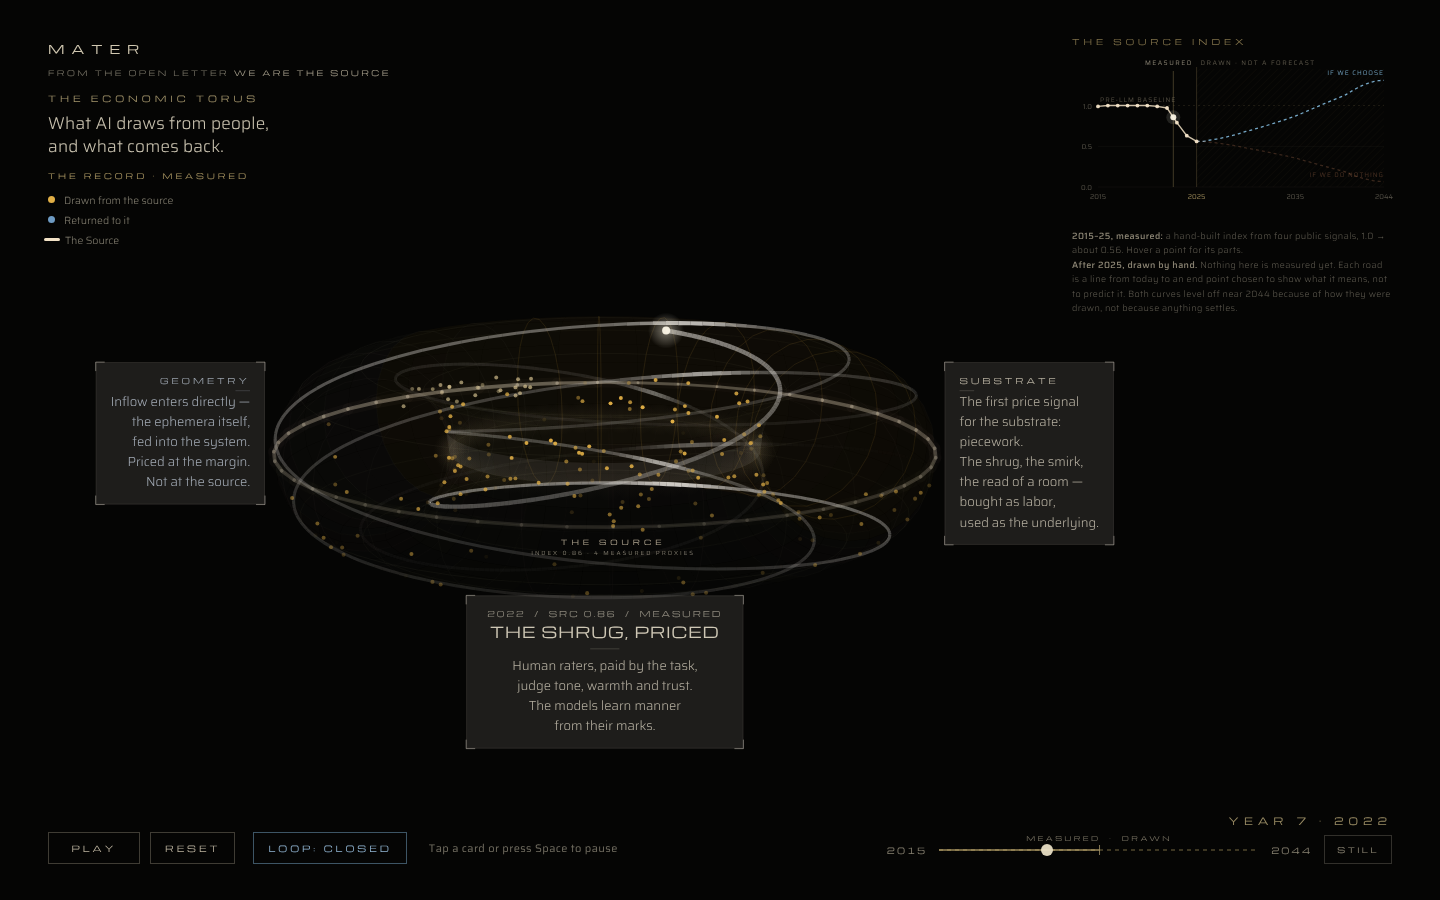 MATER
FROM THE OPEN LETTER WE ARE THE SOURCE
THE ECONOMIC TORUS
What AI draws from people,
and what comes back.
THE RECORD · MEASURED
Drawn from the source
Returned to it
The Source
THE SOURCE INDEX
MEASURED DRAWN · NOT A FORECAST
IF WE CHOOSE
PRE-LLM BASELINE
1.0
0.5
IF WE DO NOTHING
0.0
2015 2025 2035 2044
2015–25, measured: a hand-built index from four public signals, 1.0 →
about 0.56. Hover a point for its parts.
After 2025, drawn by hand. Nothing here is measured yet. Each road
is a line from today to an end point chosen to show what it means, not
to predict it. Both curves level off near 2044 because of how they were
drawn, not because anything settles.
GEOMETRY
Inflow enters directly —
the ephemera itself,
fed into the system.
Priced at the margin.
Not at the source.
SUBSTRATE
The first price signal
for the substrate:
piecework.
The shrug, the smirk,
the read of a room —
bought as labor,
used as the underlying.
THE SOURCE
INDEX 0.86 · 4 MEASURED PROXIES
2022 / SRC 0.86 / MEASURED
THE SHRUG, PRICED
Human raters, paid by the task,
judge tone, warmth and trust.
The models learn manner
from their marks.
PLAY
RESET
LOOP: CLOSED
Tap a card or press Space to pause
YEAR 7 · 2022
MEASURED · DRAWN
2015
2044
STILL